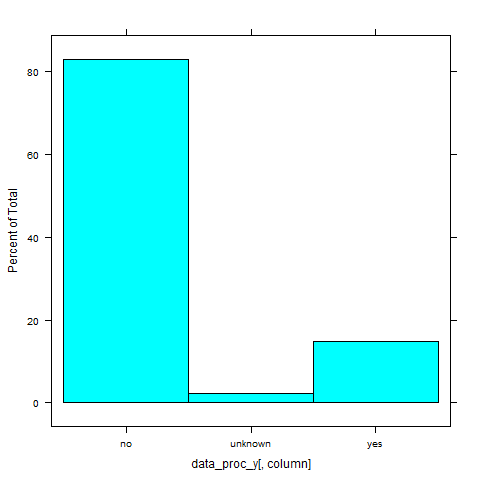 80
60
40
20
0
Percent of Total
no unknown yes
data_proc_y[, column]